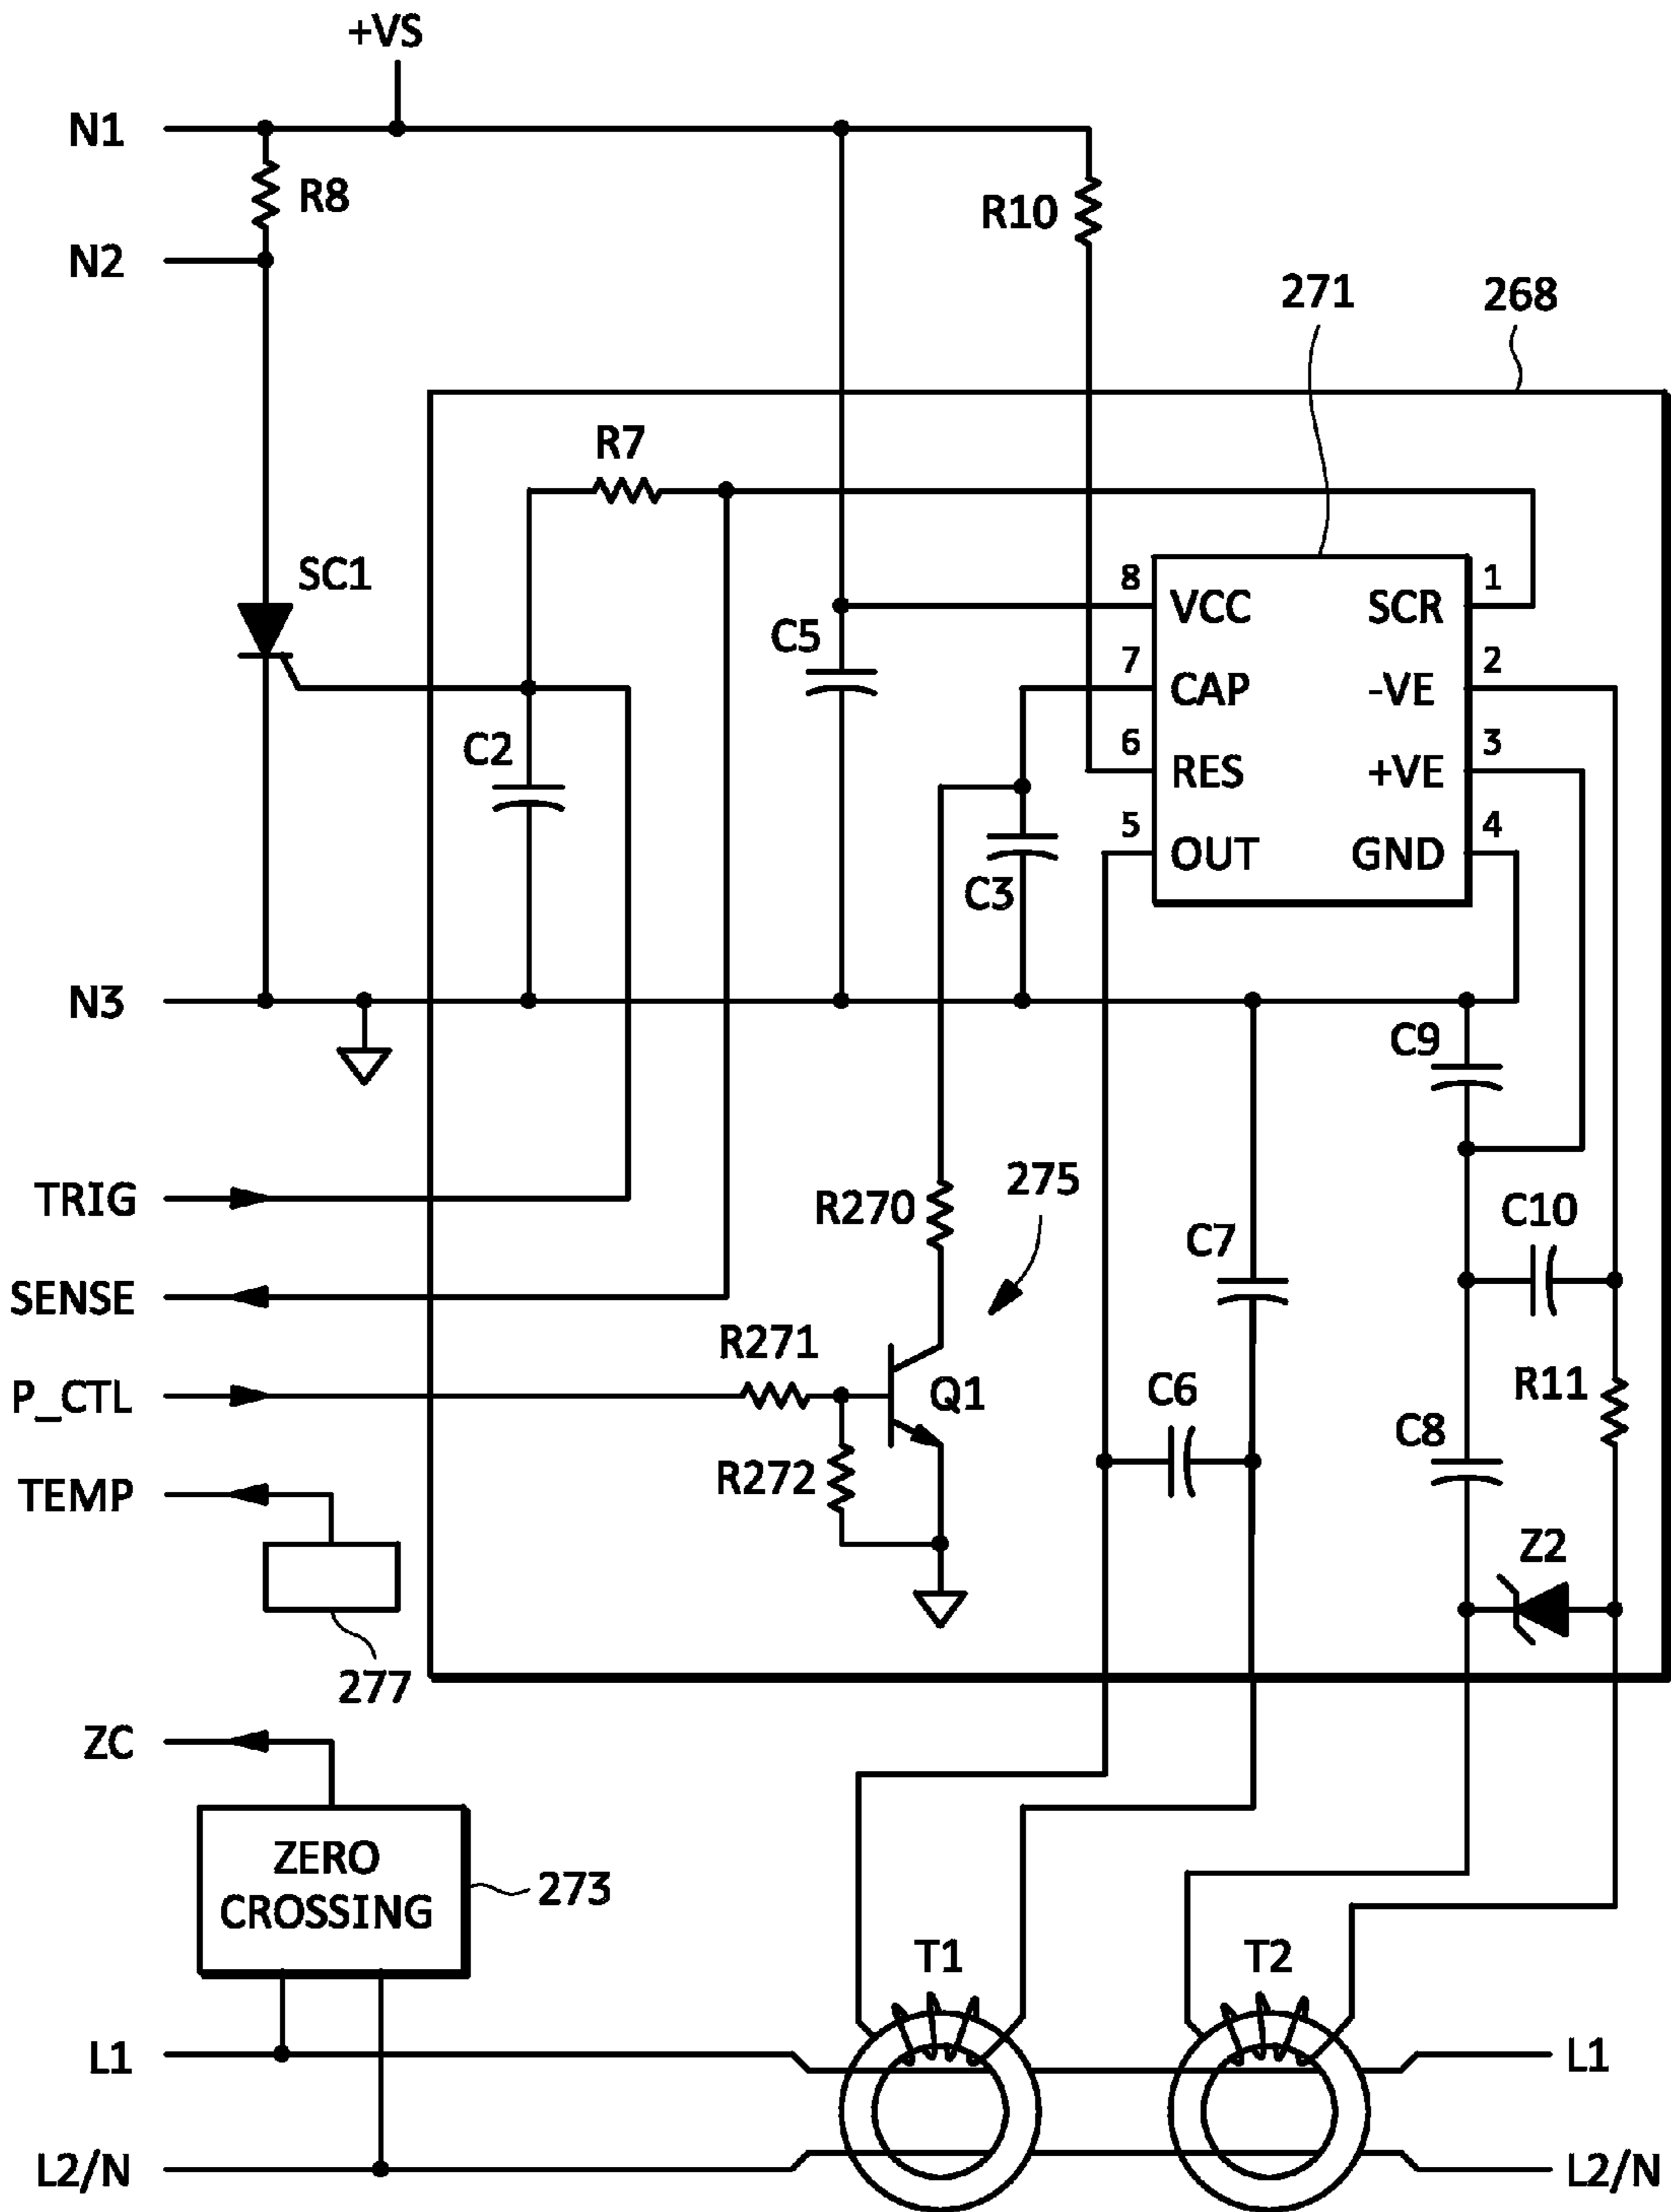 +VS
N1
R8
R10
N2
271
268
R7
SC1
8
VCC
SCR
1
C5
7
CAP
-VE
2
C2
6
RES
+VE
3
5
OUT
GND
4
C3
N3
C9
TRIG
R270
275
C10
C7
SENSE
R271
P_CTL
Q1
C6
R11
C8
R272
TEMP
Z2
277
ZC
ZERO
CROSSING
273
T1
T2
L1
L1
L2/N
L2/N